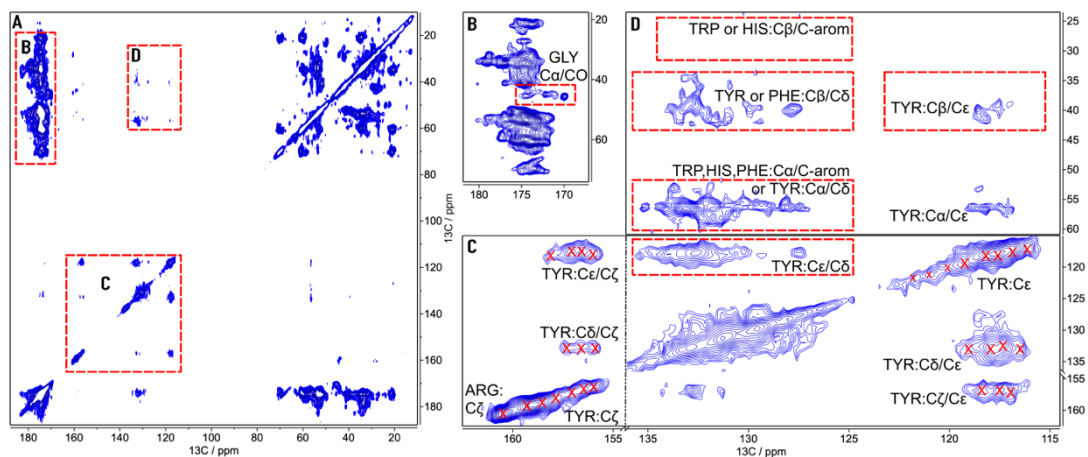 A
B
D
C
20
40
60
80
100
120
140
160
180
13C / ppm
180 160 140 120 100 80 60 40 20
13C / ppm
B
GLY
Cα/CO
20
40
60
180 175 170
D
TRP or HIS:Cβ/C-arom
TYR or PHE:Cβ/Cδ
TYR:Cβ/Cε
TRP,HIS,PHE:Cα/C-arom
or TYR:Cα/Cδ
TYR:Cα/Cε
25
30
35
40
45
50
55
60
13C / ppm
C
TYR:Cε/Cζ
TYR:Cδ/Cζ
ARG:
Cζ
TYR:Cζ
TYR:Cε/Cδ
TYR:Cε
TYR:Cδ/Cε
TYR:Cζ/Cε
120
130
155
160
160 155
135 130 125 120 115
13C / ppm
13C / ppm